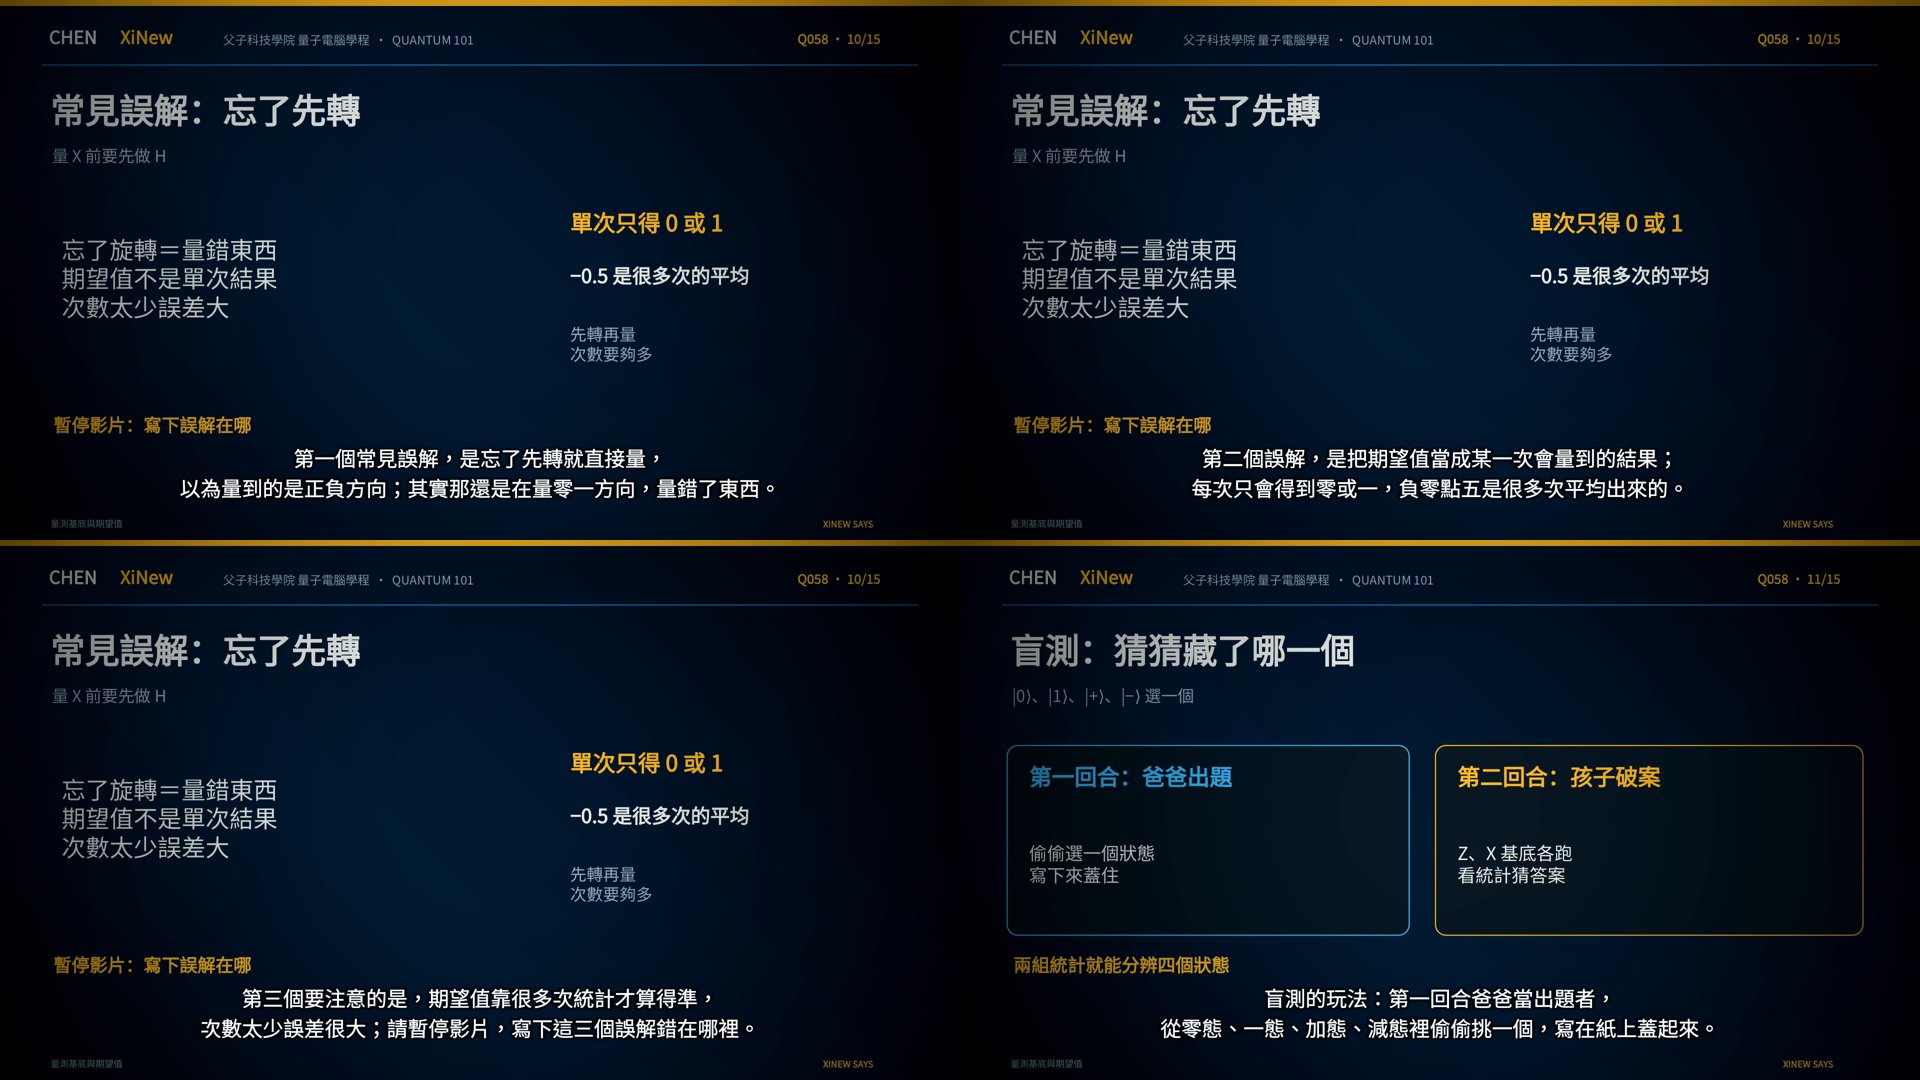 CHEN XiNew 父子科技學院 量子電腦學程 · QUANTUM 101 Q058 · 10/15
常見誤解：忘了先轉
量 X 前要先做 H
忘了旋轉＝量錯東西
期望值不是單次結果
次數太少誤差大
單次只得 0 或 1
−0.5 是很多次的平均
先轉再量
次數要夠多
暫停影片：寫下誤解在哪
第一個常見誤解，是忘了先轉就直接量，
以為量到的是正負方向；其實那還是在量零一方向，量錯了東西。
量測基底與期望值 XINEW SAYS
CHEN XiNew 父子科技學院 量子電腦學程 · QUANTUM 101 Q058 · 10/15
常見誤解：忘了先轉
量 X 前要先做 H
忘了旋轉＝量錯東西
期望值不是單次結果
次數太少誤差大
單次只得 0 或 1
−0.5 是很多次的平均
先轉再量
次數要夠多
暫停影片：寫下誤解在哪
第二個誤解，是把期望值當成某一次會量到的結果；
每次只會得到零或一，負零點五是很多次平均出來的。
量測基底與期望值 XINEW SAYS
CHEN XiNew 父子科技學院 量子電腦學程 · QUANTUM 101 Q058 · 10/15
常見誤解：忘了先轉
量 X 前要先做 H
忘了旋轉＝量錯東西
期望值不是單次結果
次數太少誤差大
單次只得 0 或 1
−0.5 是很多次的平均
先轉再量
次數要夠多
暫停影片：寫下誤解在哪
第三個要注意的是，期望值靠很多次統計才算得準，
次數太少誤差很大；請暫停影片，寫下這三個誤解錯在哪裡。
量測基底與期望值 XINEW SAYS
CHEN XiNew 父子科技學院 量子電腦學程 · QUANTUM 101 Q058 · 11/15
盲測：猜猜藏了哪一個
|0⟩、|1⟩、|+⟩、|−⟩ 選一個
第一回合：爸爸出題
偷偷選一個狀態
寫下來蓋住
第二回合：孩子破案
Z、X 基底各跑
看統計猜答案
兩組統計就能分辨四個狀態
盲測的玩法：第一回合爸爸當出題者，
從零態、一態、加態、減態裡偷偷挑一個，寫在紙上蓋起來。
量測基底與期望值 XINEW SAYS